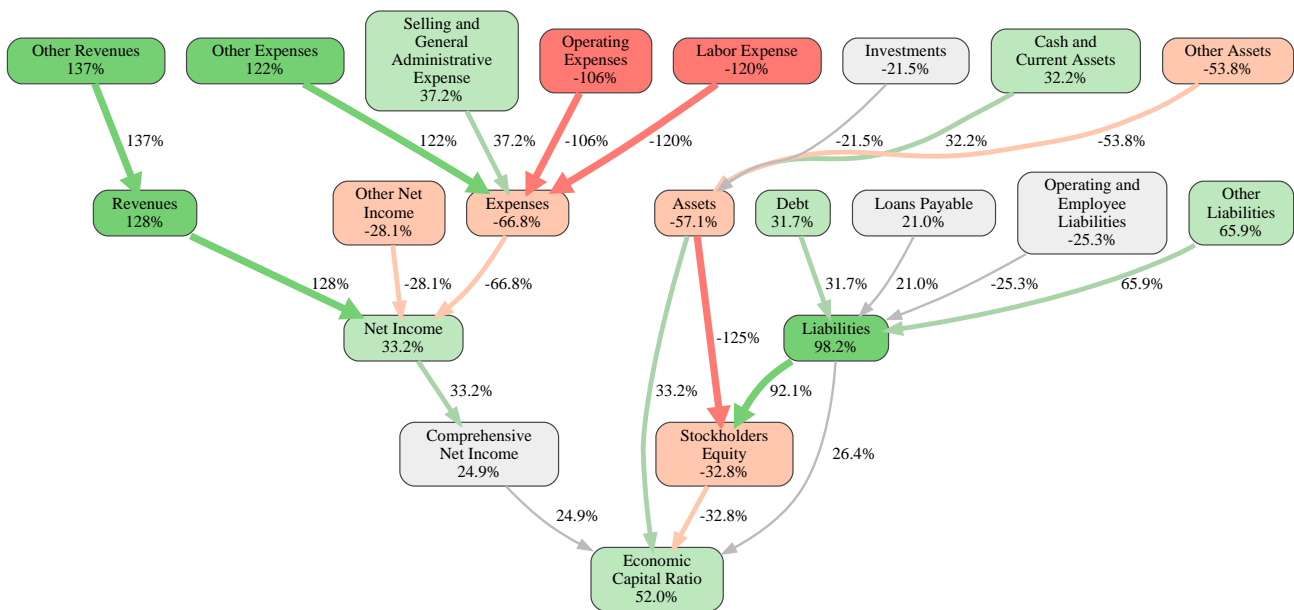 Other Revenues
137%
Other Expenses
122%
Selling and
General
Administrative
Expense
37.2%
Operating
Expenses
-106%
Labor Expense
-120%
Investments
-21.5%
Cash and
Current Assets
32.2%
Other Assets
-53.8%
137%
122%
37.2%
-106%
-120%
-21.5%
32.2%
-53.8%
Revenues
128%
Other Net
Income
-28.1%
Expenses
-66.8%
Assets
-57.1%
Debt
31.7%
Loans Payable
21.0%
Operating and
Employee
Liabilities
-25.3%
Other
Liabilities
65.9%
128%
-28.1%
-66.8%
31.7%
21.0%
-25.3%
65.9%
Net Income
33.2%
-125%
Liabilities
98.2%
33.2%
33.2%
92.1%
Comprehensive
Net Income
24.9%
Stockholders
Equity
-32.8%
26.4%
24.9%
-32.8%
Economic
Capital Ratio
52.0%